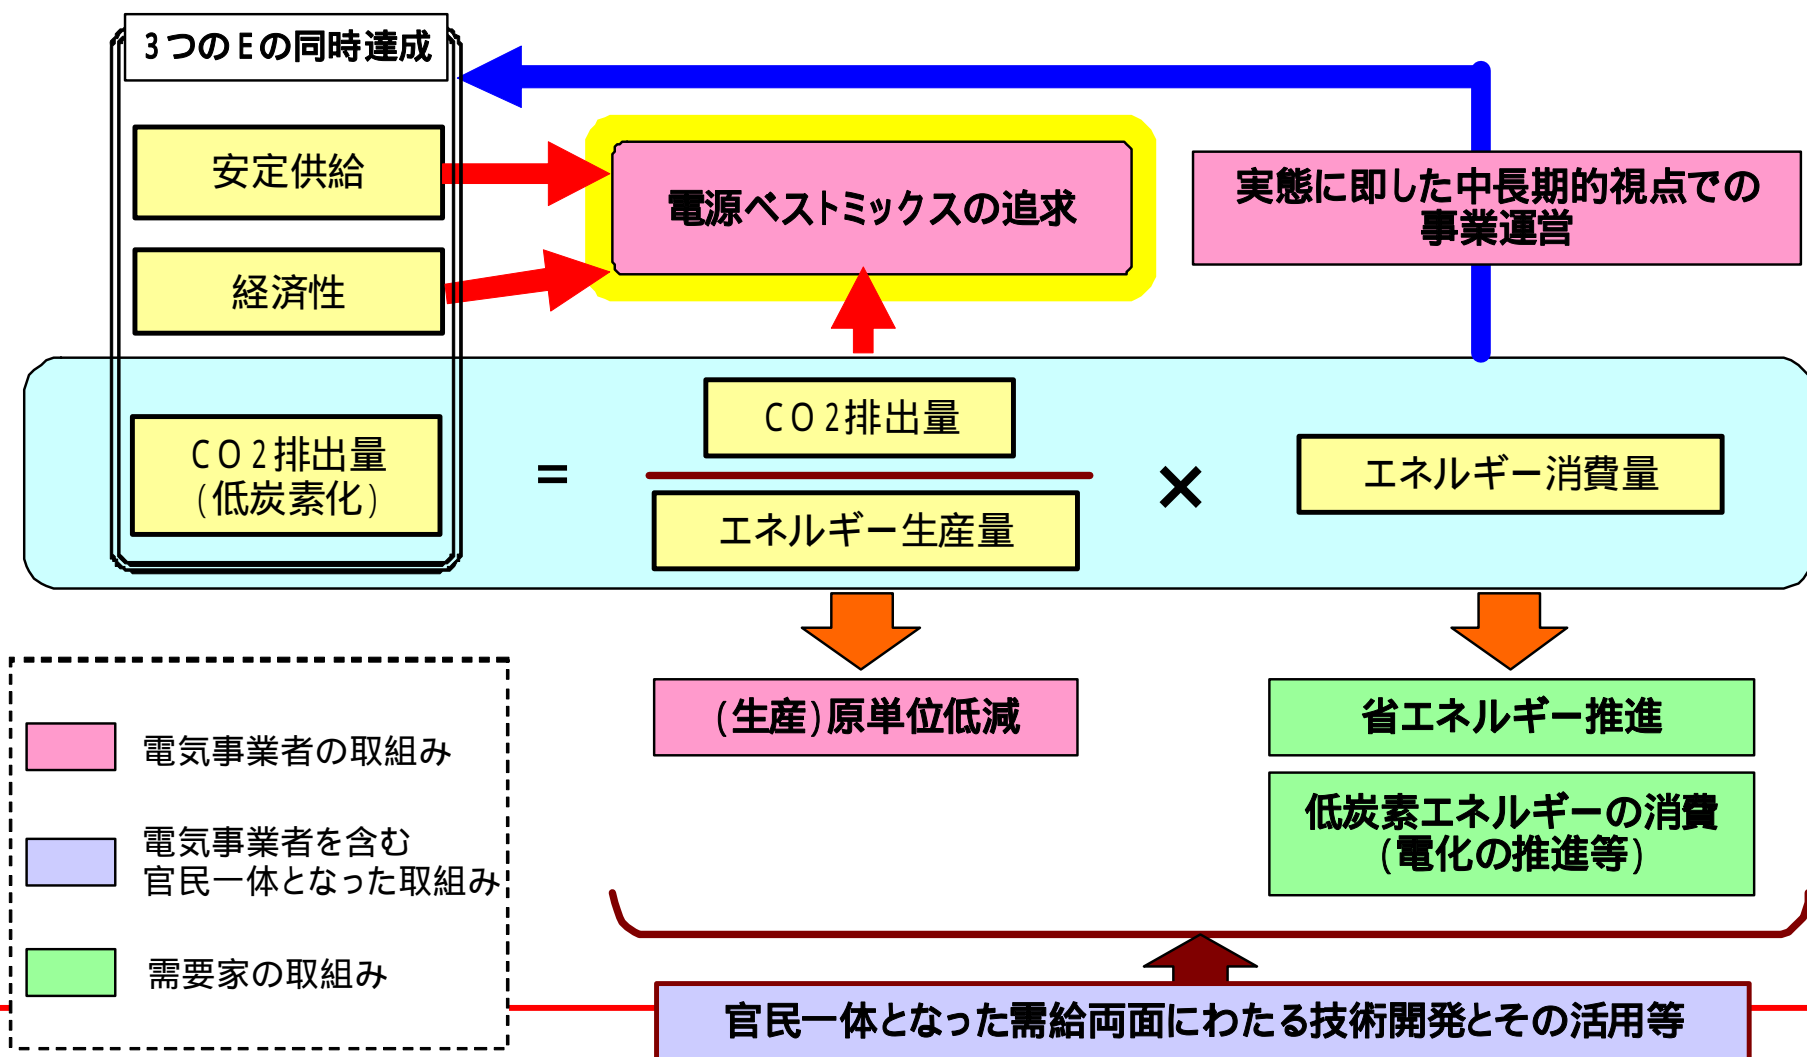 3つのEの同時達成
安定供給
経済性
電源ベストミックスの追求
実態に即した中長期的視点での
事業運営
CO2排出量
(低炭素化)
=
CO2排出量
エネルギー生産量
×
エネルギー消費量
(生産)原単位低減
省エネルギー推進
低炭素エネルギーの消費
(電化の推進等)
電気事業者の取組み
電気事業者を含む
官民一体となった取組み
需要家の取組み
官民一体となった需給両面にわたる技術開発とその活用等